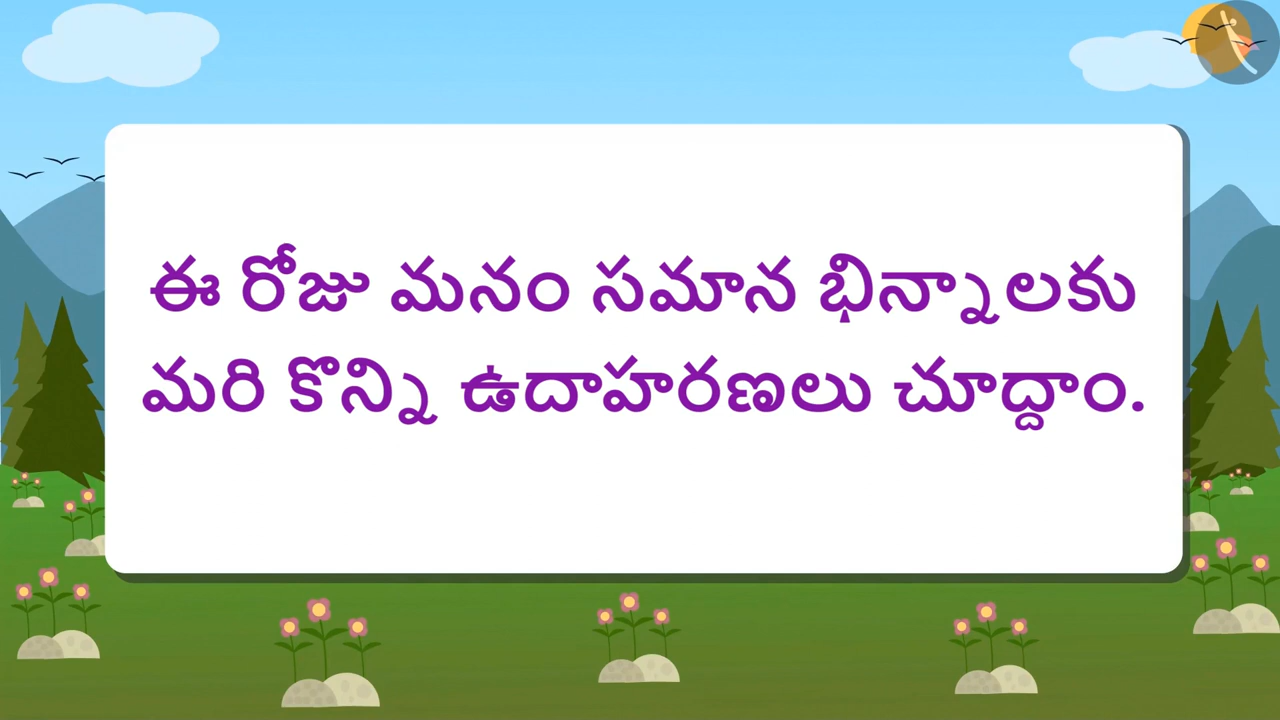 ఈ రోజు మనం సమాన భిన్నాలకు
మరి కొన్ని ఉదాహరణలు చూద్దాం.